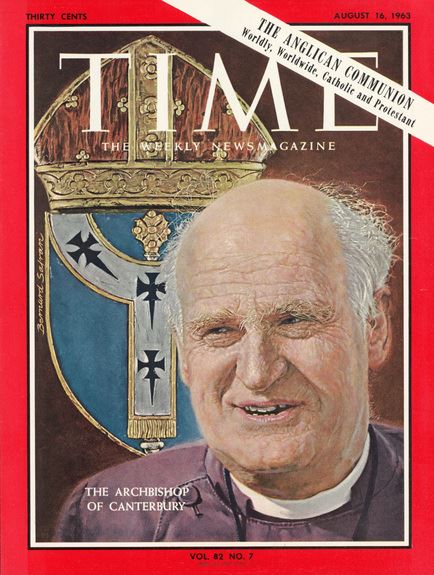 THIRTY CENTS
AUGUST 16, 1963
THE ANGLICAN COMMUNION
Worldly, Worldwide, Catholic and Protestant
TIME
THE WEEKLY NEWSMAGAZINE
Bernard Safran
THE ARCHBISHOP
OF CANTERBURY
VOL. 82 NO. 7